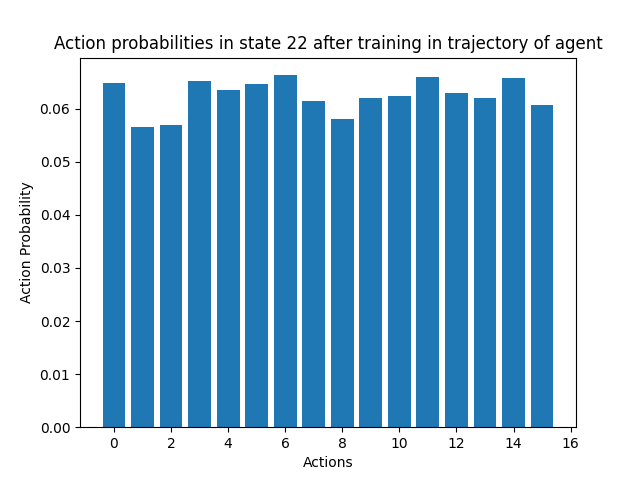 Action probabilities in state 22 after training in trajectory of agent
Action Probability
0.06
0.05
0.04
0.03
0.02
0.01
0.00
0 2 4 6 8 10 12 14 16
Actions